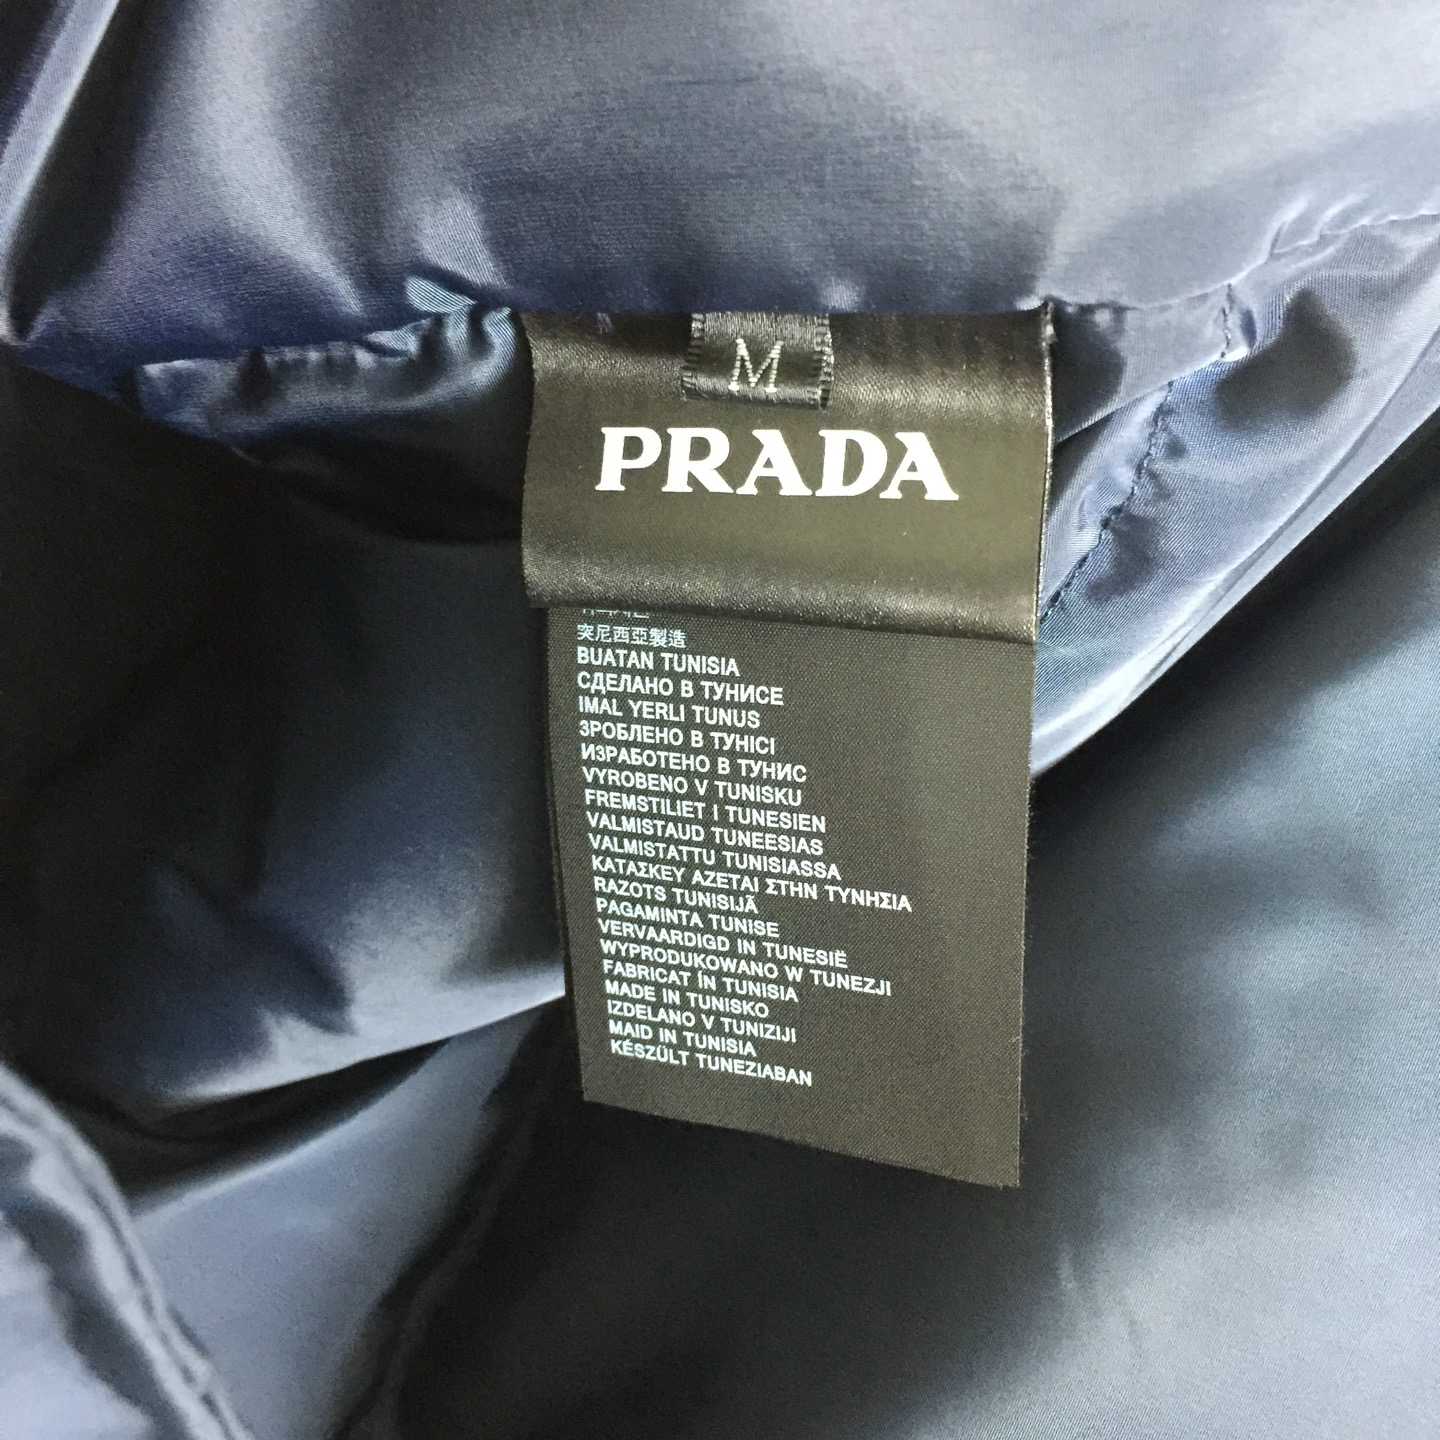 M
PRADA
突尼西亞製造
BUATAN TUNISIA
СДЕЛАНО В ТУНИСЕ
IMAL YERLI TUNUS
ЗРОБЛЕНО В ТУНІСІ
ИЗРАБОТЕНО В ТУНИС
VYROBENO V TUNISKU
FREMSTILIET I TUNESIEN
VALMISTAUD TUNEESIAS
VALMISTATTU TUNISIASSA
ΚΑΤΑΣΚΕΥ ΑΖΕΤΑΙ ΣΤΗΝ ΤΥΝΗΣΙΑ
RAZOTS TUNISIJĀ
PAGAMINTA TUNISE
VERVAARDIGD IN TUNESIË
WYPRODUKOWANO W TUNEZJI
FABRICAT ÎN TUNISIA
MADE IN TUNISKO
IZDELANO V TUNIZIJI
MAID IN TUNISIA
KÉSZÜLT TUNEZIABAN